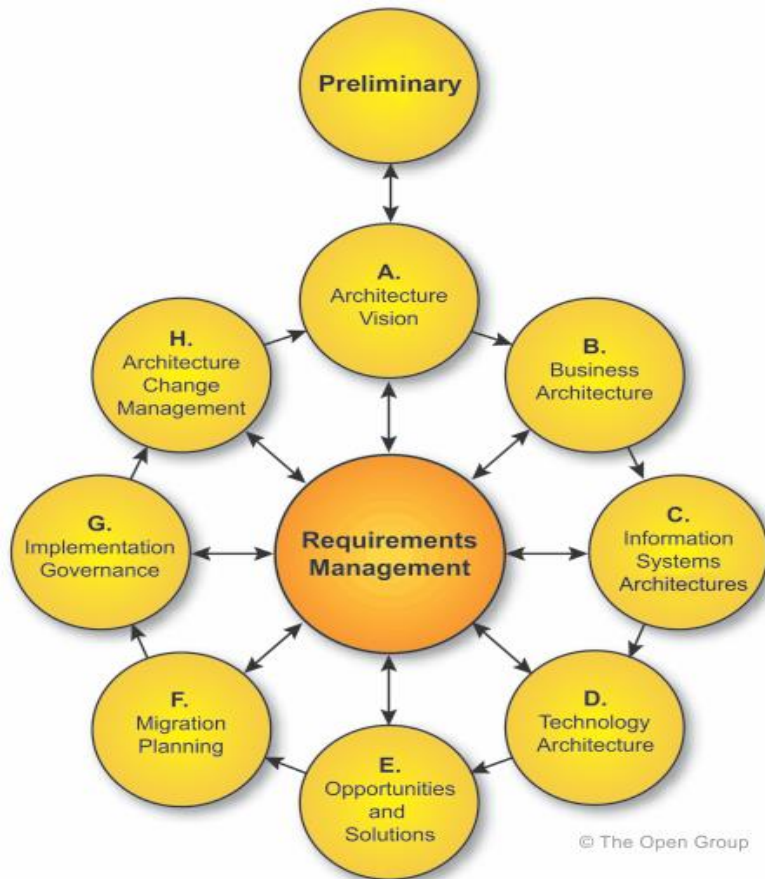 Preliminary
A.
Architecture
Vision
B.
Business
Architecture
C.
Information
Systems
Architectures
D.
Technology
Architecture
E.
Opportunities
and
Solutions
F.
Migration
Planning
G.
Implementation
Governance
H.
Architecture
Change
Management
Requirements
Management
© The Open Group